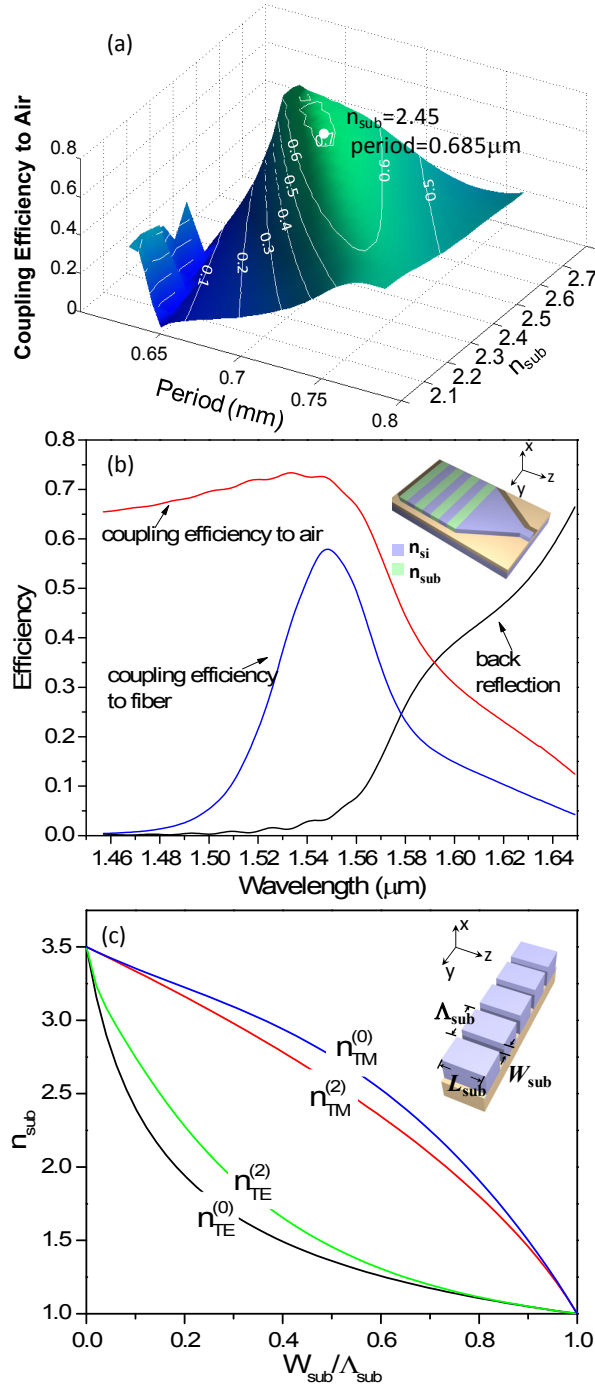 (a)
Coupling Efficiency to Air
0.8
0.6
0.4
0.2
0
n_sub=2.45
period=0.685μm
0.7
0.6
0.5
0.4
0.3
0.2
0.1
0.6
0.5
0.65
0.7
0.75
0.8
Period (mm)
2.1
2.2
2.3
2.4
2.5
2.6
2.7
n_sub
(b)
0.8
0.7
0.6
0.5
0.4
0.3
0.2
0.1
0.0
Efficiency
coupling efficiency to air
coupling efficiency
to fiber
back
reflection
x
y
z
n_si
n_sub
1.46 1.48 1.50 1.52 1.54 1.56 1.58 1.60 1.62 1.64
Wavelength (μm)
(c)
3.5
3.0
2.5
2.0
1.5
1.0
n_sub
n_TM^(0)
n_TM^(2)
n_TE^(2)
n_TE^(0)
x
y
z
Λ_sub
W_sub
L_sub
0.0 0.2 0.4 0.6 0.8 1.0
W_sub/Λ_sub